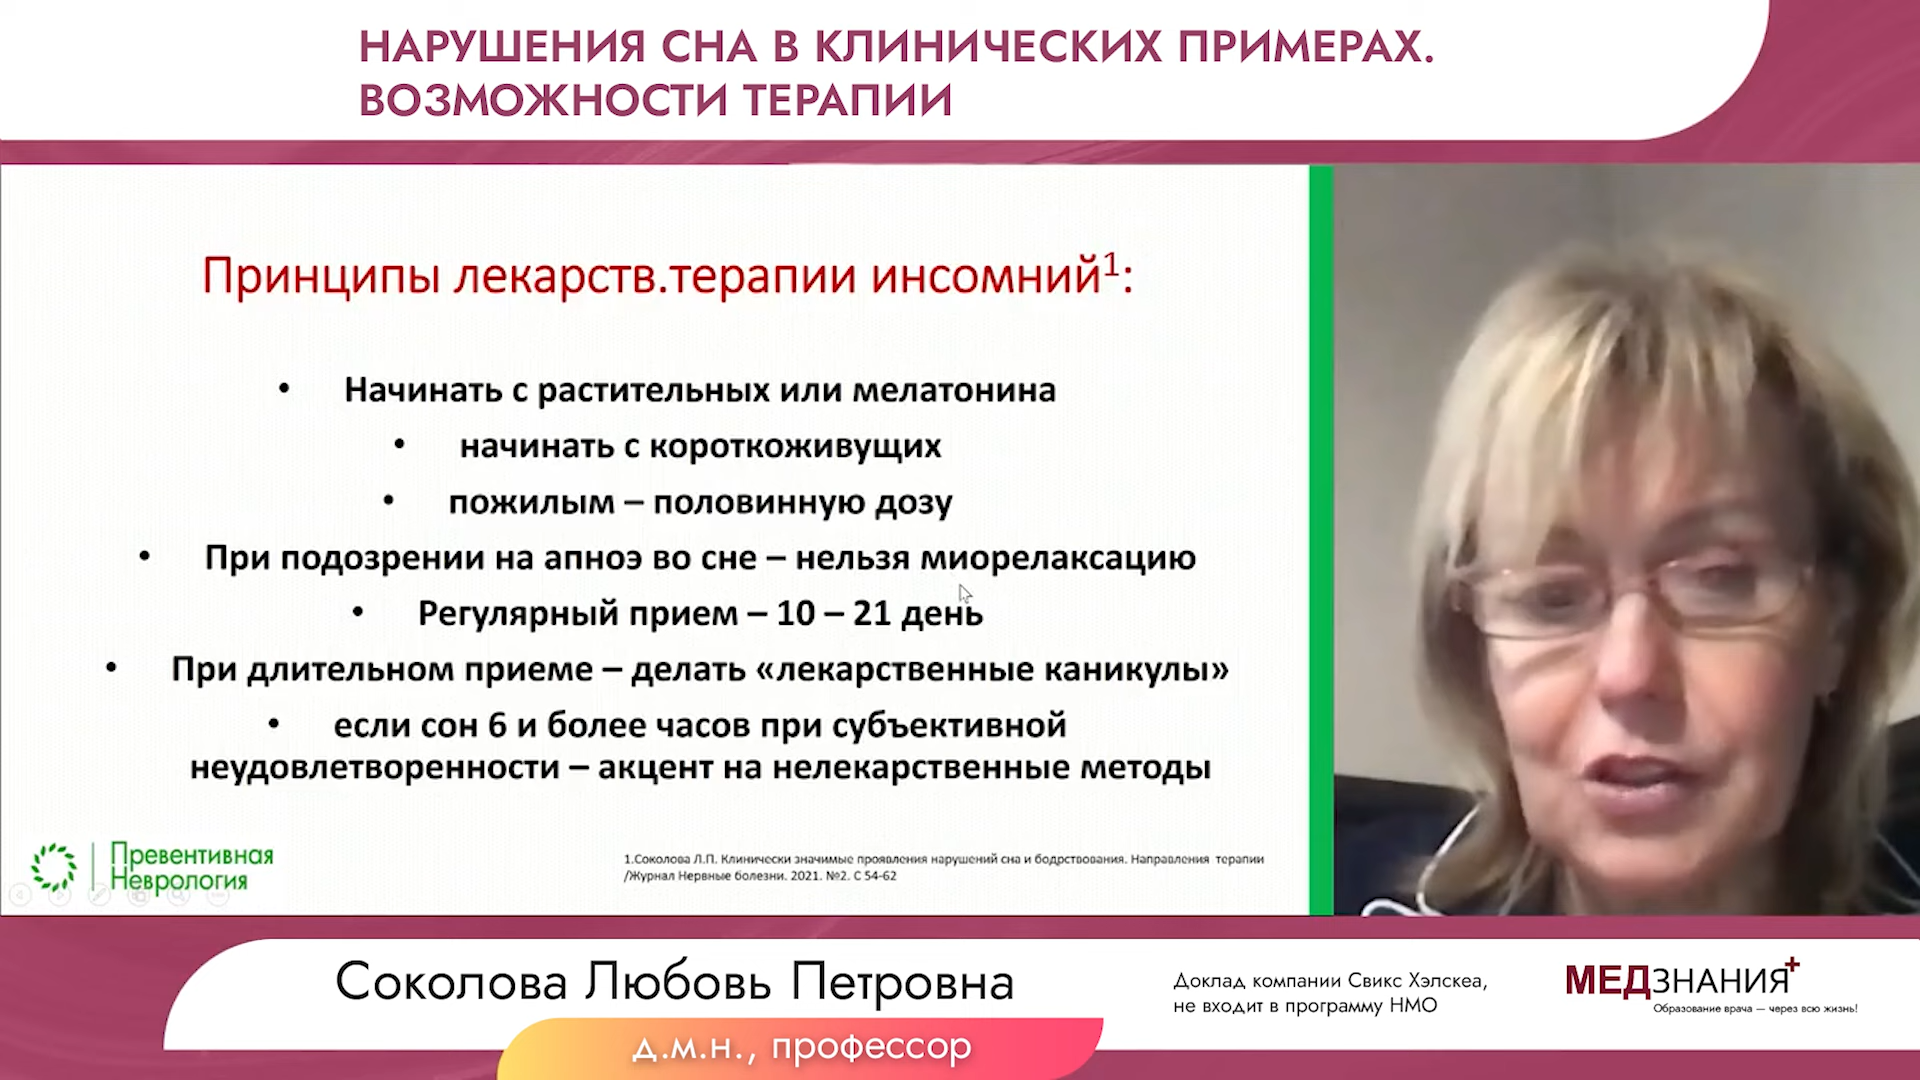 НАРУШЕНИЯ СНА В КЛИНИЧЕСКИХ ПРИМЕРАХ.
ВОЗМОЖНОСТИ ТЕРАПИИ
Принципы лекарств.терапии инсомний¹:
• Начинать с растительных или мелатонина
• начинать с короткоживущих
• пожилым – половинную дозу
• При подозрении на апноэ во сне – нельзя миорелаксацию
• Регулярный прием – 10 – 21 день
• При длительном приеме – делать «лекарственные каникулы»
• если сон 6 и более часов при субъективной
неудовлетворенности – акцент на нелекарственные методы
Превентивная
Неврология
1.Соколова Л.П. Клинически значимые проявления нарушений сна и бодрствования. Направления терапии
/Журнал Нервные болезни. 2021. №2. С 54-62
Соколова Любовь Петровна
д.м.н., профессор
Доклад компании Свикс Хэлскеа,
не входит в программу НМО
МЕДЗНАНИЯ+
Образование врача — через всю жизнь!